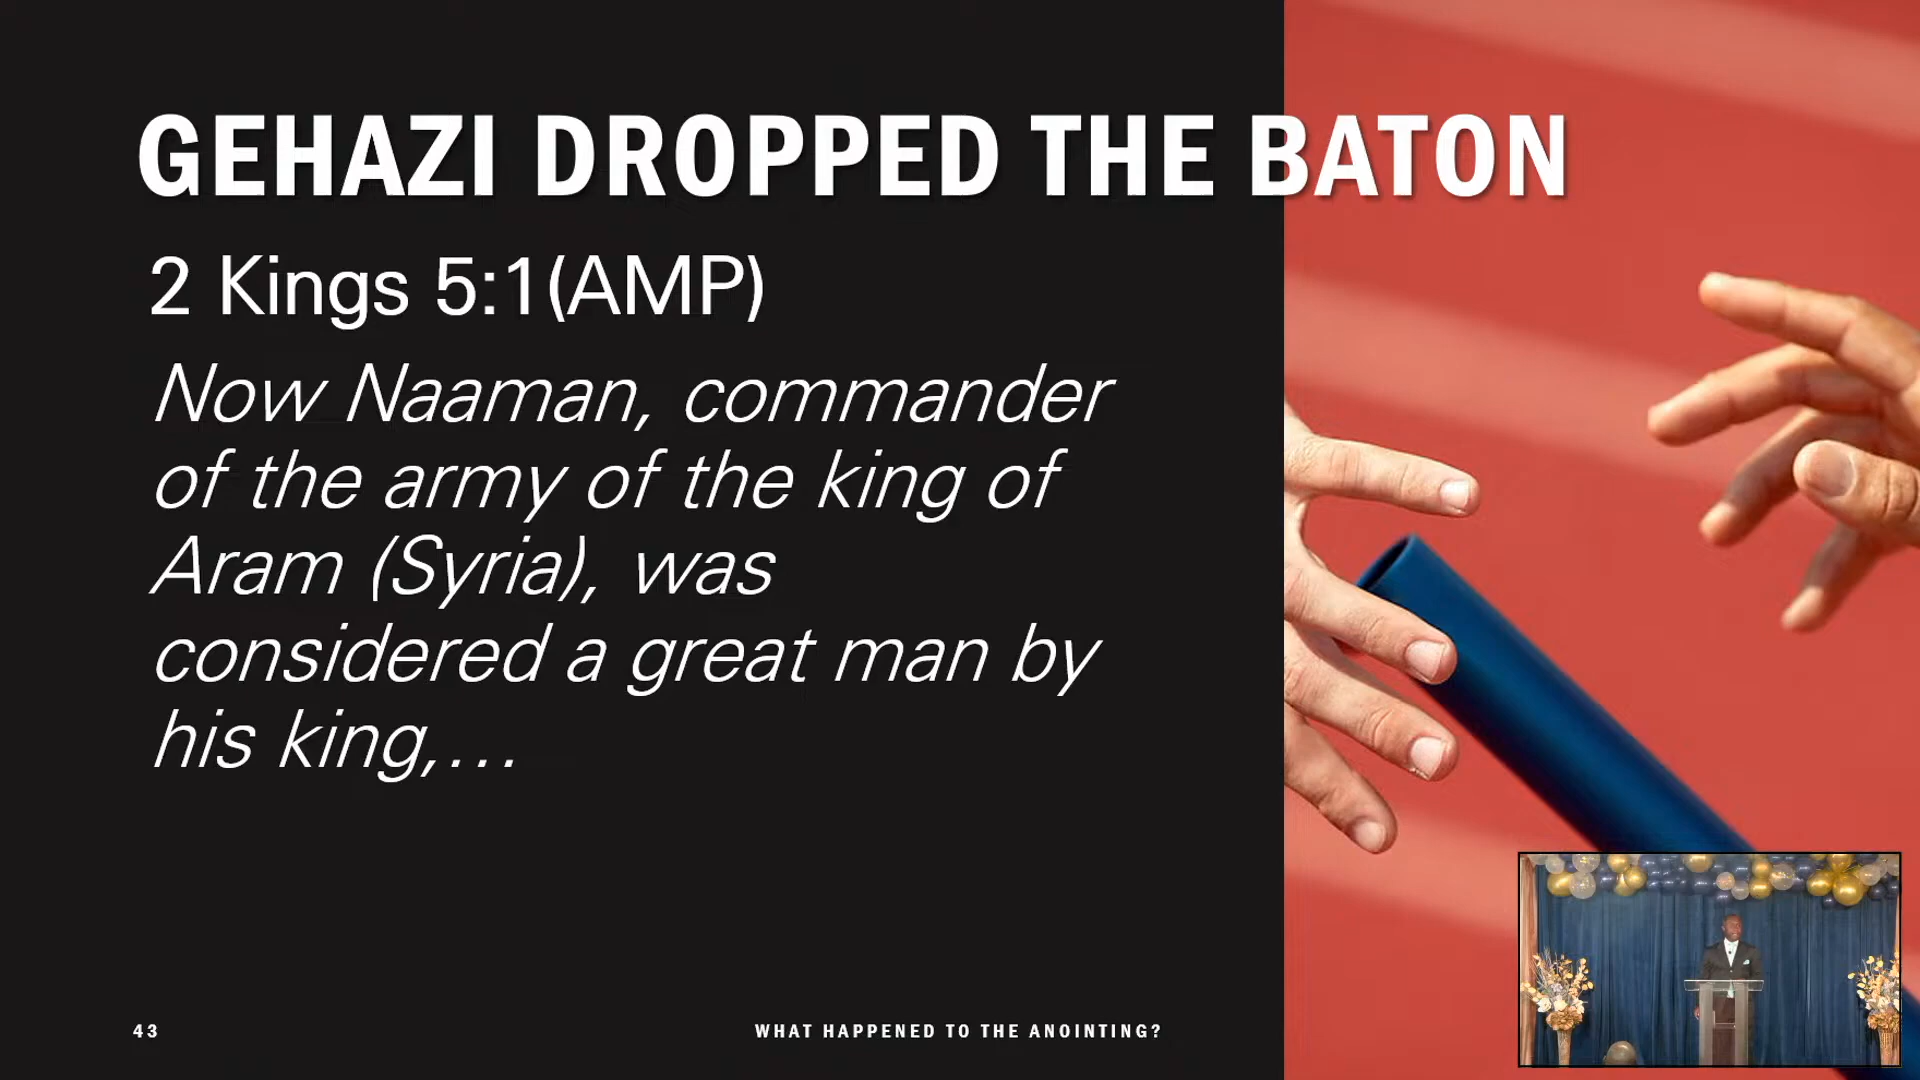 GEHAZI DROPPED THE BATON
2 Kings 5:1(AMP)
Now Naaman, commander
of the army of the king of
Aram (Syria), was
considered a great man by
his king,…
43
WHAT HAPPENED TO THE ANOINTING?